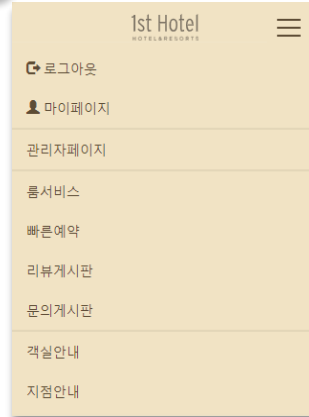 1st Hotel
HOTEL&RESORTS
로그아웃
마이페이지
관리자페이지
룸서비스
빠른예약
리뷰게시판
문의게시판
객실안내
지점안내